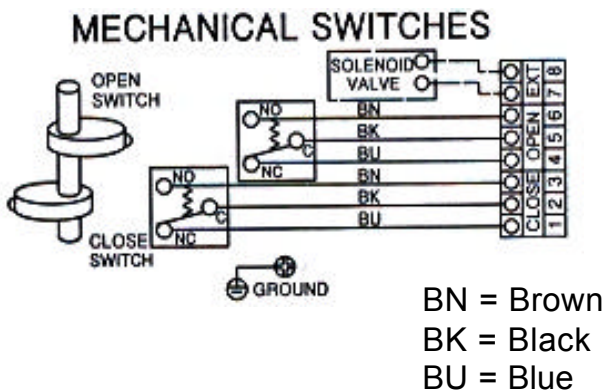 MECHANICAL SWITCHES
OPEN
SWITCH
SOLENOID
VALVE
EXT
8
7
NO
C
NC
BN
BK
BU
OPEN
6
5
4
NO
C
NC
BN
BK
BU
CLOSE
3
2
1
CLOSE
SWITCH
GROUND
BN = Brown
BK = Black
BU = Blue